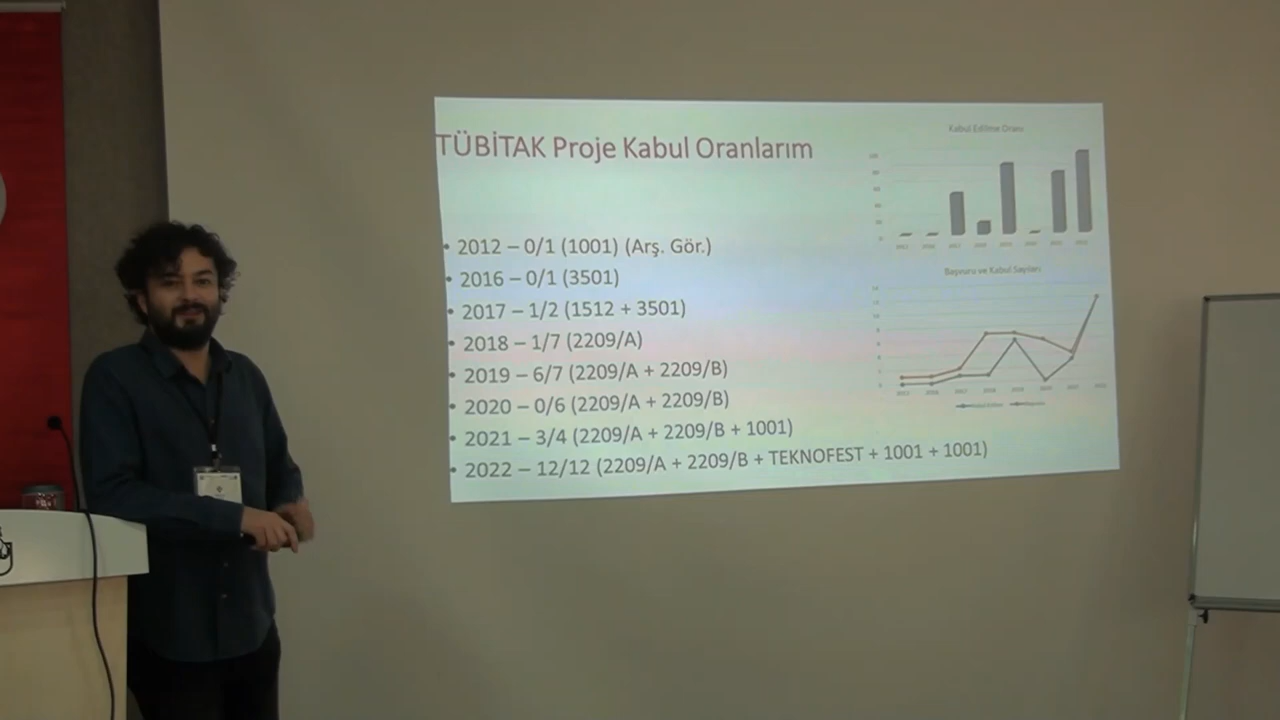 TÜBİTAK Proje Kabul Oranlarım
• 2012 – 0/1 (1001) (Arş. Gör.)
• 2016 – 0/1 (3501)
• 2017 – 1/2 (1512 + 3501)
• 2018 – 1/7 (2209/A)
• 2019 – 6/7 (2209/A + 2209/B)
• 2020 – 0/6 (2209/A + 2209/B)
• 2021 – 3/4 (2209/A + 2209/B + 1001)
• 2022 – 12/12 (2209/A + 2209/B + TEKNOFEST + 1001 + 1001)
Kabul Edilme Oranı
Başvuru ve Kabul Sayıları